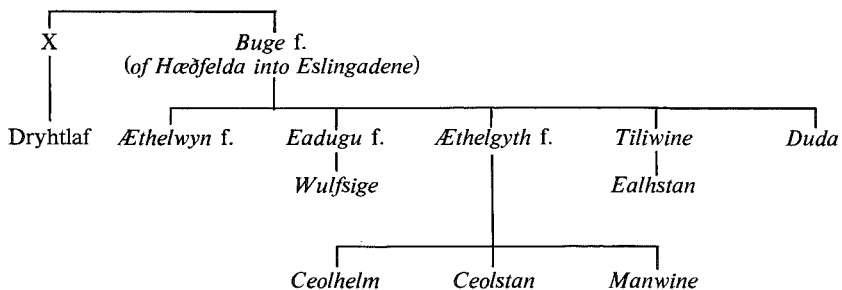 X Buge f.
(of Hæðfelda into Eslingadene)
Dryhtlaf Æthelwyn f. Eadugu f. Æthelgyth f. Tiliwine Duda
Wulfsige Ealhstan
Ceolhelm Ceolstan Manwine